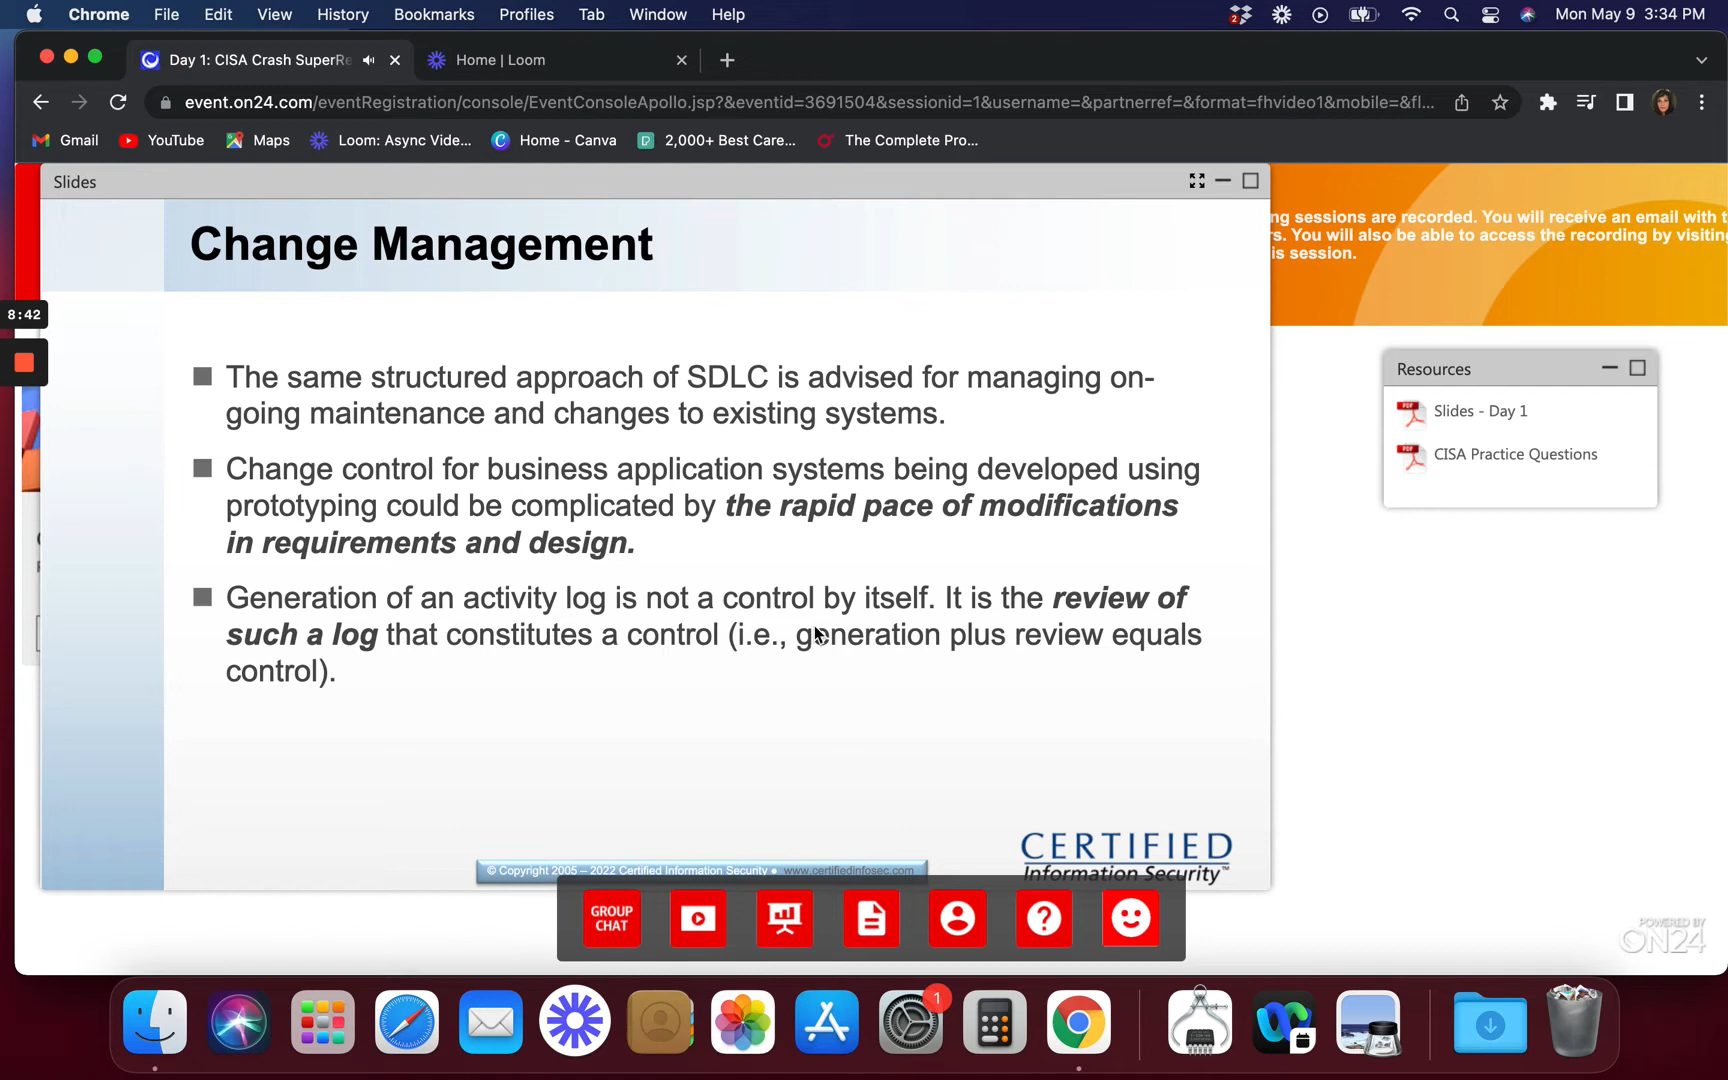 Chrome File Edit View History Bookmarks Profiles Tab Window Help
2
Mon May 9 3:34 PM
Day 1: CISA Crash SuperRe
Home | Loom
event.on24.com/eventRegistration/console/EventConsoleApollo.jsp?&eventid=3691504&sessionid=1&username=&partnerref=&format=fhvideo1&mobile=&fl...
Gmail YouTube Maps Loom: Async Vide... Home - Canva 2,000+ Best Care... The Complete Pro...
Slides
ng sessions are recorded. You will receive an email with t
rs. You will also be able to access the recording by visiting
is session.
Change Management
8:42
The same structured approach of SDLC is advised for managing on-
going maintenance and changes to existing systems.
Change control for business application systems being developed using
prototyping could be complicated by the rapid pace of modifications
in requirements and design.
Generation of an activity log is not a control by itself. It is the review of
such a log that constitutes a control (i.e., generation plus review equals
control).
Resources
PDF Slides - Day 1
PDF CISA Practice Questions
© Copyright 2005 – 2022 Certified Information Security ● www.certifiedinfosec.com
CERTIFIED
Information Security™
GROUP
CHAT
POWERED BY
ON24
1